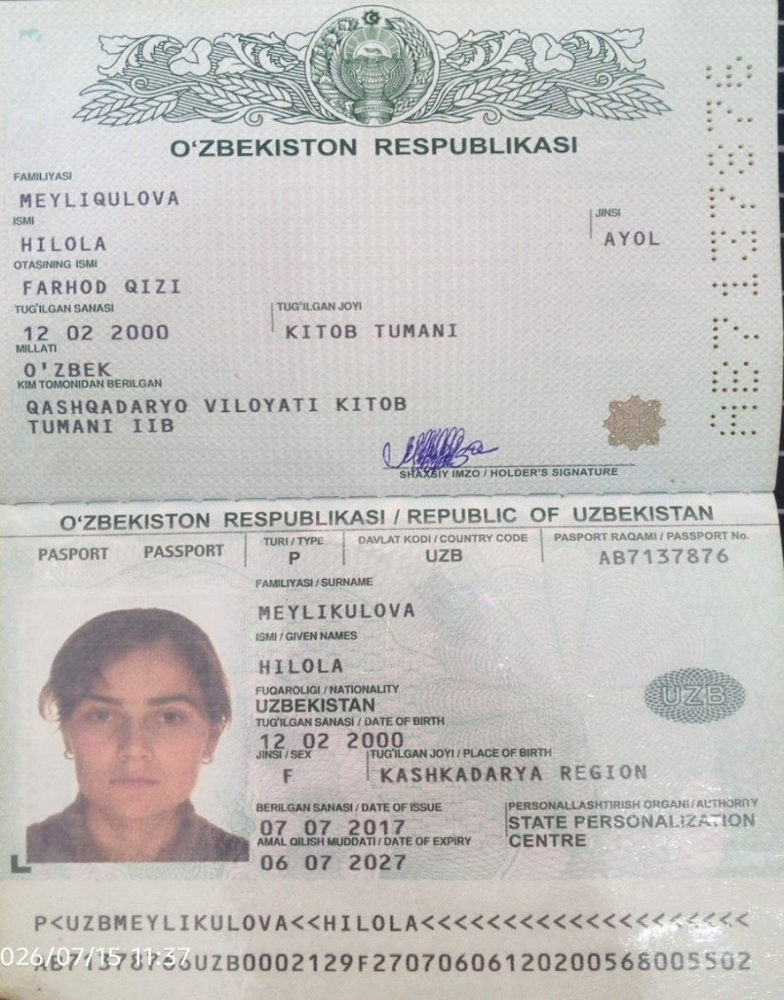 O‘ZBEKISTON RESPUBLIKASI
FAMILIYASI
MEYLIQULOVA
ISMI
HILOLA
JINSI
AYOL
OTASINING ISMI
FARHOD QIZI
TUG'ILGAN SANASI
12 02 2000
TUG'ILGAN JOYI
KITOB TUMANI
MILLATI
O'ZBEK
KIM TOMONIDAN BERILGAN
QASHQADARYO VILOYATI KITOB
TUMANI IIB
SHAXSIY IMZO / HOLDER'S SIGNATURE
AB7137876
O‘ZBEKISTON RESPUBLIKASI / REPUBLIC OF UZBEKISTAN
PASPORT PASSPORT
TURI / TYPE
P
DAVLAT KODI / COUNTRY CODE
UZB
PASPORT RAQAMI / PASSPORT No.
AB7137876
FAMILIYASI / SURNAME
MEYLIKULOVA
ISMI / GIVEN NAMES
HILOLA
FUQAROLIGI / NATIONALITY
UZBEKISTAN
UZB
TUG'ILGAN SANASI / DATE OF BIRTH
12 02 2000
JINSI / SEX
F
TUG'ILGAN JOYI / PLACE OF BIRTH
KASHKADARYA REGION
BERILGAN SANASI / DATE OF ISSUE
07 07 2017
PERSONALLASHTIRISH ORGANI / AUTHORITY
STATE PERSONALIZATION
CENTRE
AMAL QILISH MUDDATI / DATE OF EXPIRY
06 07 2027
P<UZBMEYLIKULOVA<<HILOLA<<<<<<<<<<<<<<<<<<<<
026/07/15 11:37
UZB0002129F27070606120200568005502